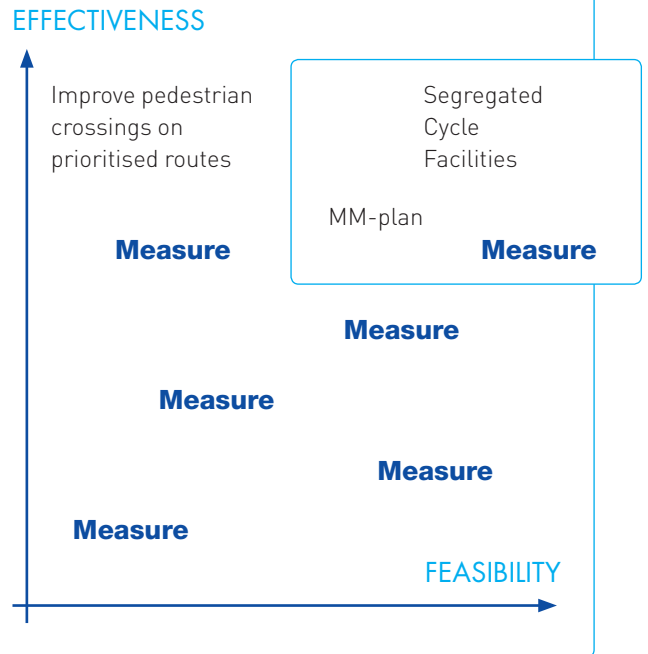 EFFECTIVENESS
Improve pedestrian
crossings on
prioritised routes
Segregated
Cycle
Facilities
MM-plan
Measure
Measure
Measure
Measure
Measure
Measure
FEASIBILITY